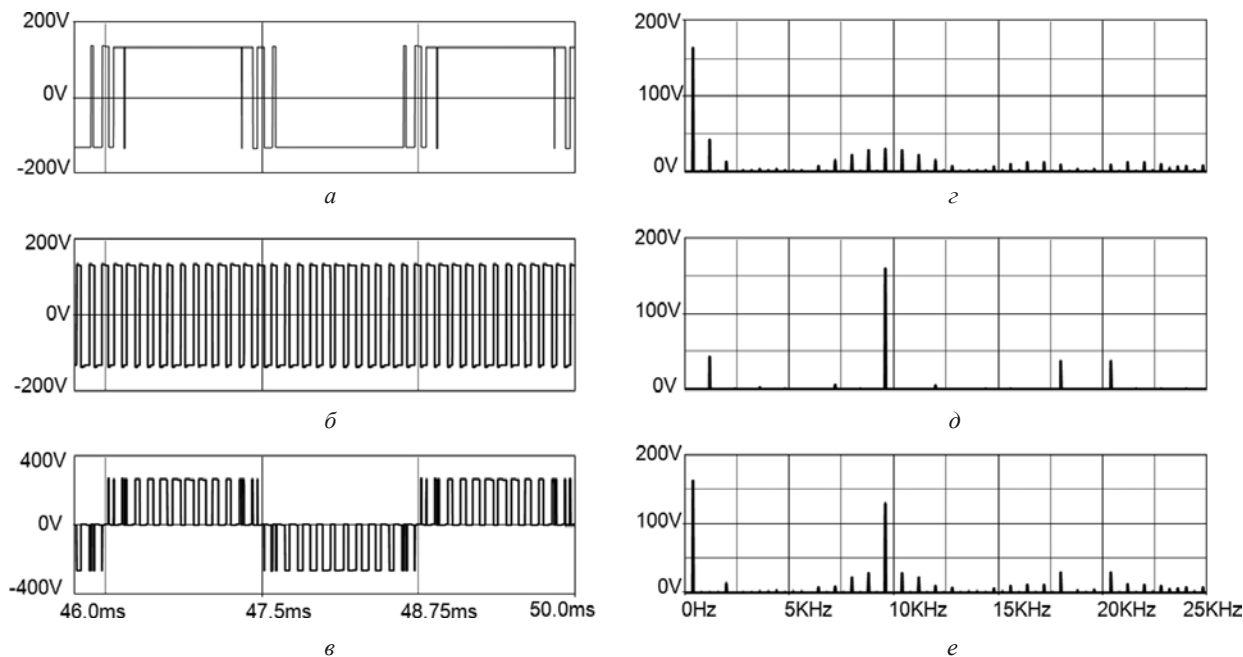 200V
0V
-200V
а
200V
100V
0V
г
200V
0V
-200V
б
200V
100V
0V
д
400V
0V
-400V
46.0ms 47.5ms 48.75ms 50.0ms
в
200V
100V
0V
0Hz 5KHz 10KHz 15KHz 20KHz 25KHz
е